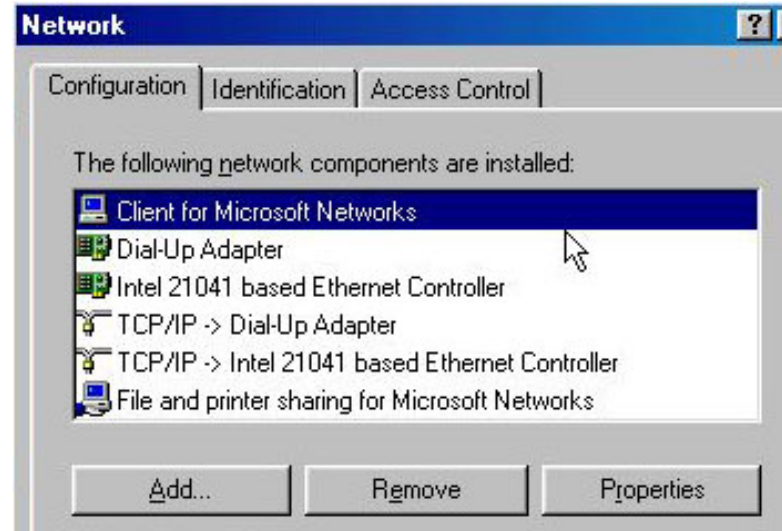 Network
?
Configuration Identification Access Control
The following network components are installed:
Client for Microsoft Networks
Dial-Up Adapter
Intel 21041 based Ethernet Controller
TCP/IP -> Dial-Up Adapter
TCP/IP -> Intel 21041 based Ethernet Controller
File and printer sharing for Microsoft Networks
Add... Remove Properties